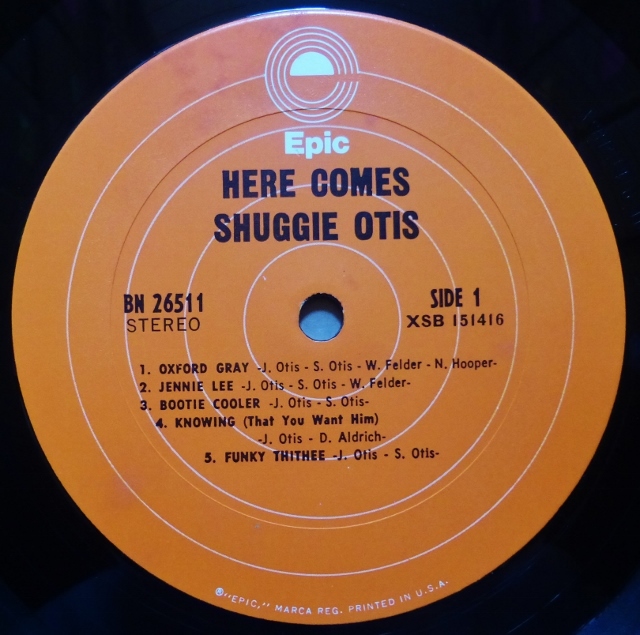 Epic
HERE COMES
SHUGGIE OTIS
BN 26511
STEREO
SIDE 1
XSB 151416
1. OXFORD GRAY -J. Otis - S. Otis - W. Felder - N. Hooper-
2. JENNIE LEE -J. Otis - S. Otis - W. Felder-
3. BOOTIE COOLER -J. Otis - S. Otis-
4. KNOWING (That You Want Him)
-J. Otis - D. Aldrich-
5. FUNKY THITHEE -J. Otis - S. Otis-
®"EPIC," MARCA REG. PRINTED IN U.S.A.